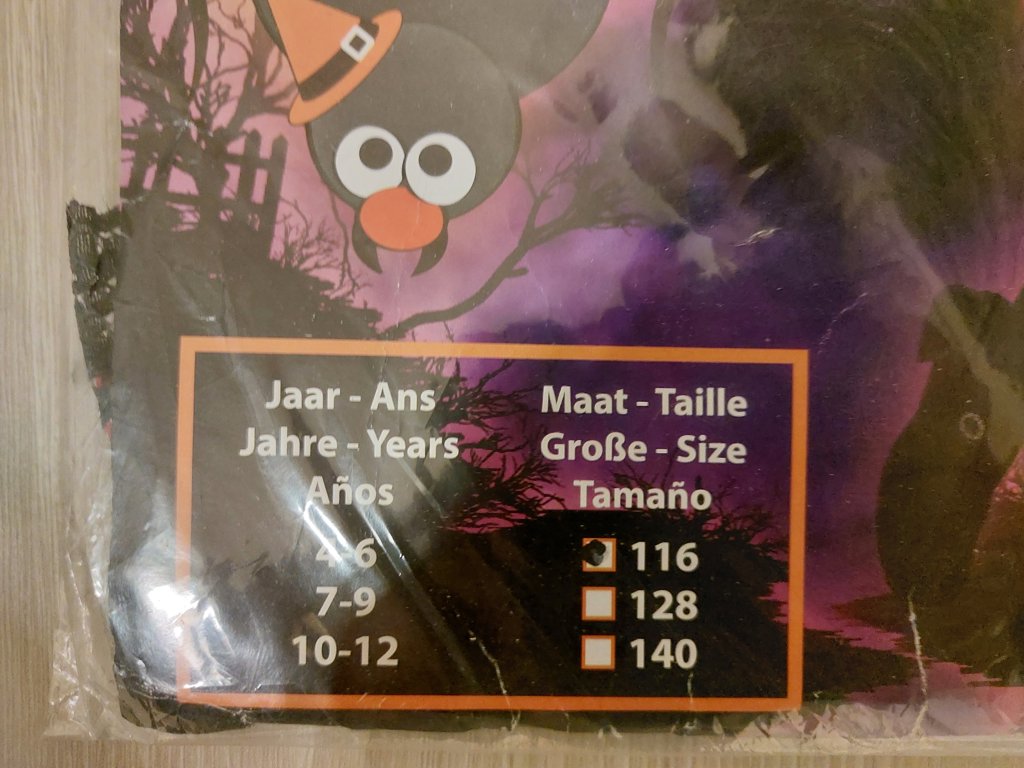 Jaar - Ans Maat - Taille
Jahre - Years Große - Size
Años Tamaño
4-6 116
7-9 128
10-12 140